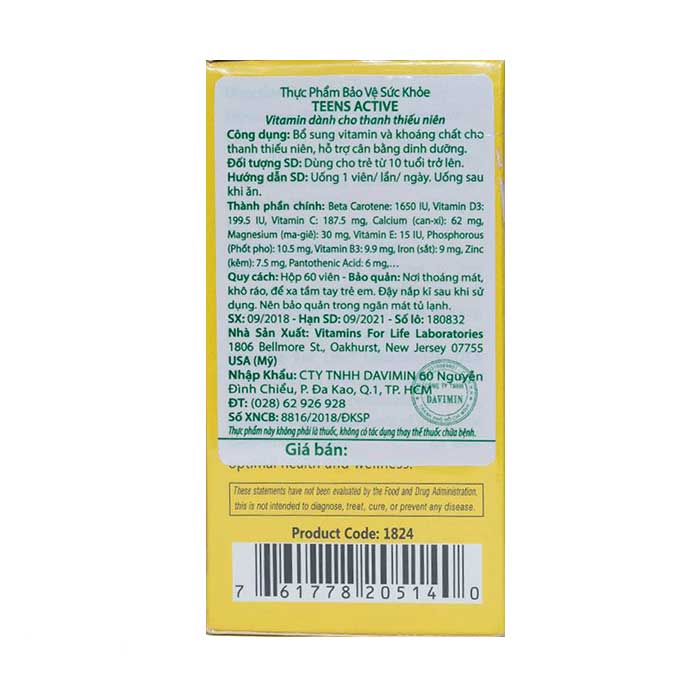 Thực Phẩm Bảo Vệ Sức Khỏe
TEENS ACTIVE
Vitamin dành cho thanh thiếu niên
Công dụng: Bổ sung vitamin và khoáng chất cho
thanh thiếu niên, hỗ trợ cân bằng dinh dưỡng.
Đối tượng SD: Dùng cho trẻ từ 10 tuổi trở lên.
Hướng dẫn SD: Uống 1 viên/ lần/ ngày. Uống sau
khi ăn.
Thành phần chính: Beta Carotene: 1650 IU, Vitamin D3:
199.5 IU, Vitamin C: 187.5 mg, Calcium (can-xi): 62 mg,
Magnesium (ma-giê): 30 mg, Vitamin E: 15 IU, Phosphorous
(Phốt pho): 10.5 mg, Vitamin B3: 9.9 mg, Iron (sắt): 9 mg, Zinc
(kẽm): 7.5 mg, Pantothenic Acid: 6 mg,...
Quy cách: Hộp 60 viên - Bảo quản: Nơi thoáng mát,
khô ráo, để xa tầm tay trẻ em. Đậy nắp kĩ sau khi sử
dụng. Nên bảo quản trong ngăn mát tủ lạnh.
SX: 09/2018 - Hạn SD: 09/2021 - Số lô: 180832
Nhà Sản Xuất: Vitamins For Life Laboratories
1806 Bellmore St., Oakhurst, New Jersey 07755
USA (Mỹ)
Nhập Khẩu: CTY TNHH DAVIMIN 60 Nguyễn
Đình Chiểu, P. Đa Kao, Q.1, TP. HCM
CÔNG TY TNHH
DAVIMIN
ĐT: (028) 62 926 928
Số XNCB: 8816/2018/ĐKSP
Thực phẩm này không phải là thuốc, không có tác dụng thay thế thuốc chữa bệnh.
Giá bán:
optimal health and wellness.
These statements have not been evaluated by the Food and Drug Administration,
this is not intended to diagnose, treat, cure, or prevent any disease.
Product Code: 1824
7 61778 20514 0